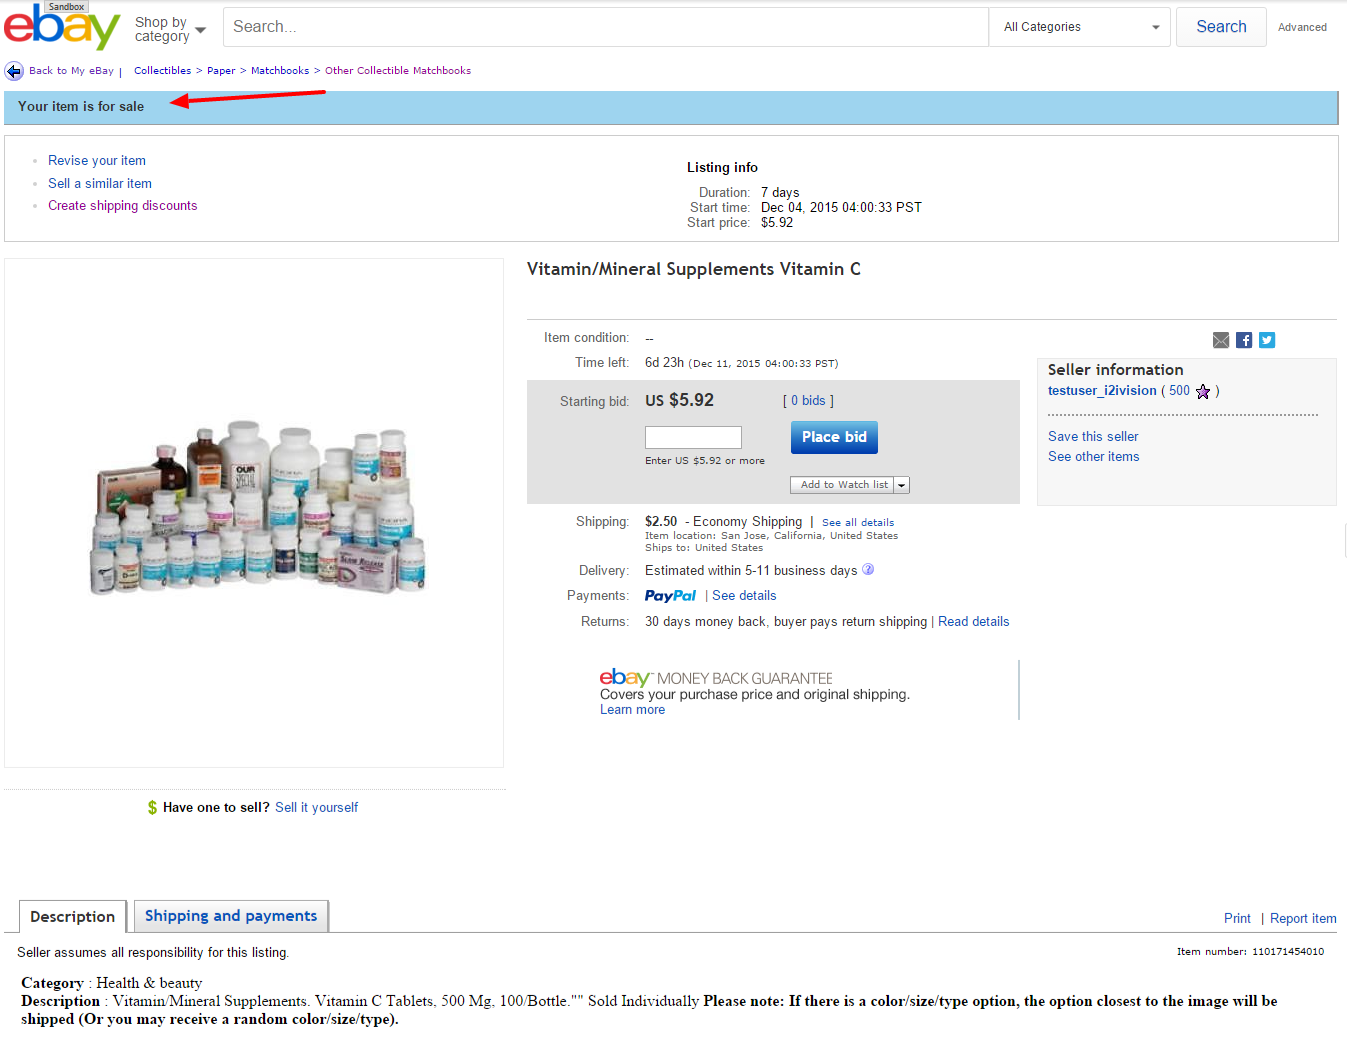 Sandbox
ebay
Shop by category
Search...
All Categories
Search
Advanced
Back to My eBay | Collectibles > Paper > Matchbooks > Other Collectible Matchbooks
Your item is for sale
Revise your item
Sell a similar item
Create shipping discounts
Listing info
Duration: 7 days
Start time: Dec 04, 2015 04:00:33 PST
Start price: $5.92
Vitamin/Mineral Supplements Vitamin C
Item condition: --
Time left: 6d 23h (Dec 11, 2015 04:00:33 PST)
Starting bid: US $5.92 [ 0 bids ]
Place bid
Enter US $5.92 or more
Add to Watch list
Seller information
testuser_i2ivision ( 500 )
Save this seller
See other items
Shipping: $2.50 - Economy Shipping | See all details
Item location: San Jose, California, United States
Ships to: United States
Delivery: Estimated within 5-11 business days
Payments: PayPal | See details
Returns: 30 days money back, buyer pays return shipping | Read details
ebay MONEY BACK GUARANTEE
Covers your purchase price and original shipping.
Learn more
OUR
SPECIAL
$ Have one to sell? Sell it yourself
Description
Shipping and payments
Print | Report item
Seller assumes all responsibility for this listing.
Item number: 110171454010
Category : Health & beauty
Description : Vitamin/Mineral Supplements. Vitamin C Tablets, 500 Mg, 100/Bottle."" Sold Individually Please note: If there is a color/size/type option, the option closest to the image will be
shipped (Or you may receive a random color/size/type).